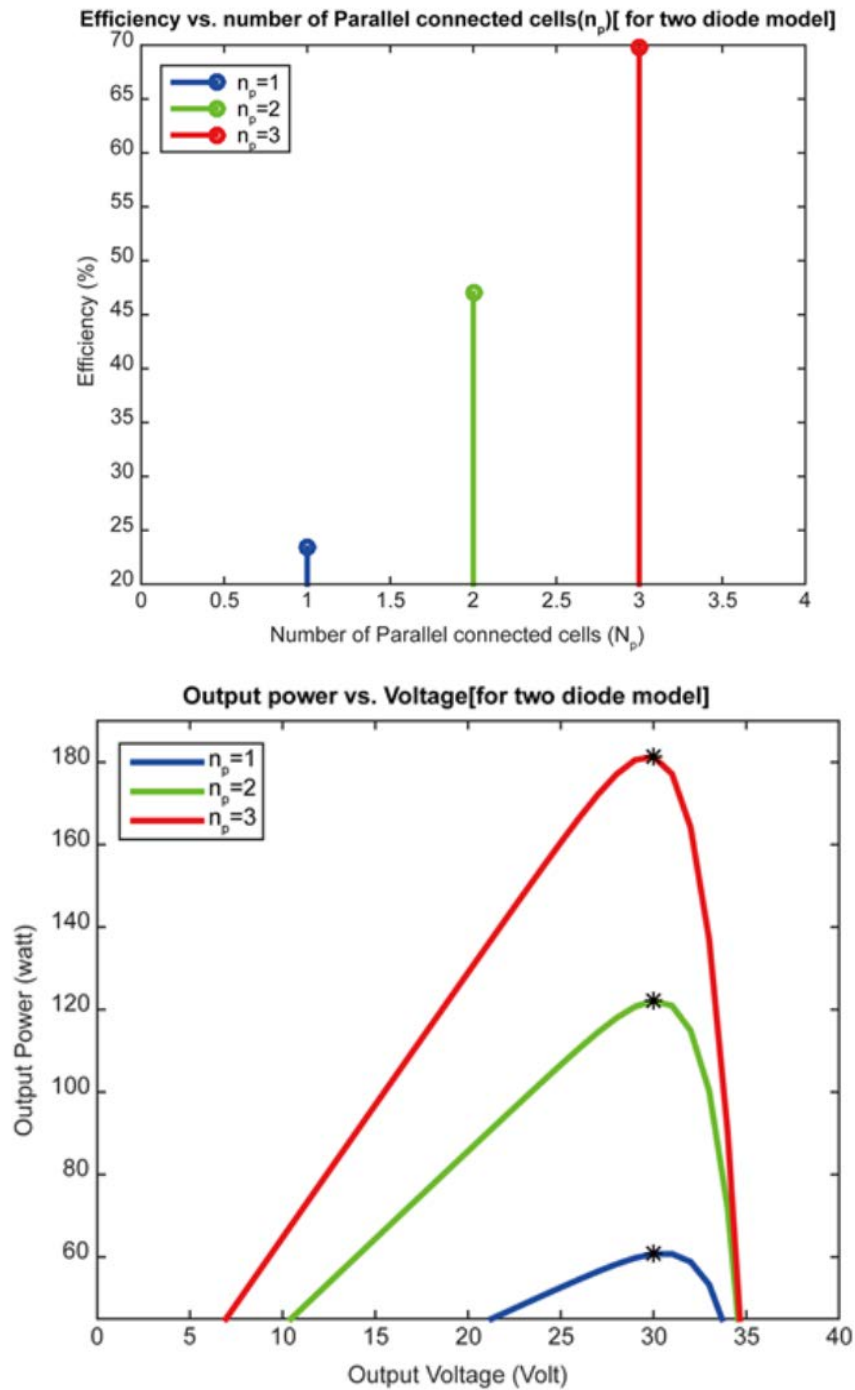 Efficiency vs. number of Parallel connected cells(np)[ for two diode model]
70
65
60
55
50
45
40
35
30
25
20
np=1
np=2
np=3
Efficiency (%)
0 0.5 1 1.5 2 2.5 3 3.5 4
Number of Parallel connected cells (Np)
Output power vs. Voltage[for two diode model]
180
160
140
120
100
80
60
np=1
np=2
np=3
Output Power (watt)
0 5 10 15 20 25 30 35 40
Output Voltage (Volt)